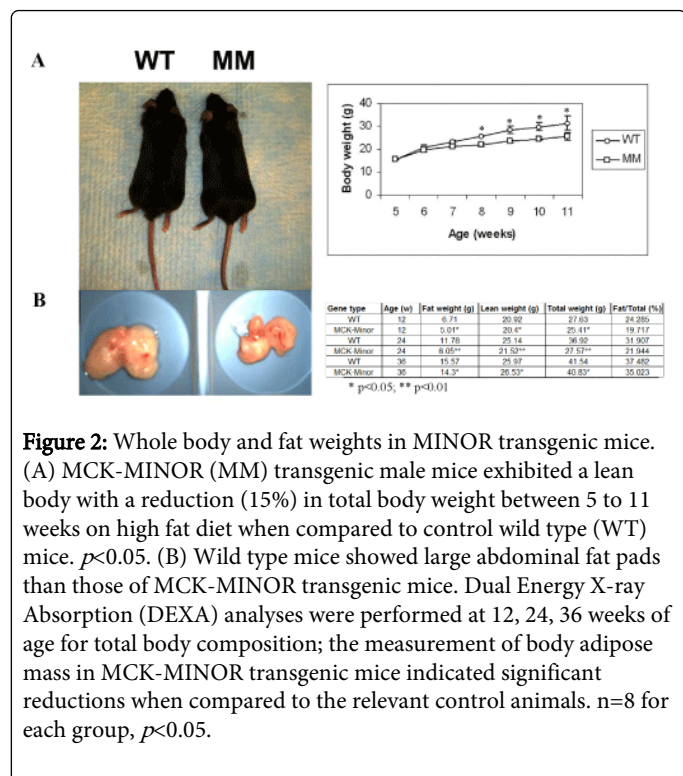 A
WT MM
Body weight (g)
40
30
20
10
0
* * * *
5 6 7 8 9 10 11
Age (weeks)
WT
MM
B
Gene type Age (w) Fat weight (g) Lean weight (g) Total weight (g) Fat/Total (%)
WT 12 6.71 20.92 27.63 24.285
MCK-Minor 12 5.01* 20.4* 25.41* 19.717
WT 24 11.78 25.14 36.92 31.907
MCK-Minor 24 6.05** 21.52** 27.57** 21.944
WT 36 15.57 25.97 41.54 37.482
MCK-Minor 36 14.3* 26.53* 40.83* 35.023
* p<0.05; ** p<0.01
Figure 2: Whole body and fat weights in MINOR transgenic mice.
(A) MCK-MINOR (MM) transgenic male mice exhibited a lean
body with a reduction (15%) in total body weight between 5 to 11
weeks on high fat diet when compared to control wild type (WT)
mice. p<0.05. (B) Wild type mice showed large abdominal fat pads
than those of MCK-MINOR transgenic mice. Dual Energy X-ray
Absorption (DEXA) analyses were performed at 12, 24, 36 weeks of
age for total body composition; the measurement of body adipose
mass in MCK-MINOR transgenic mice indicated significant
reductions when compared to the relevant control animals. n=8 for
each group, p<0.05.